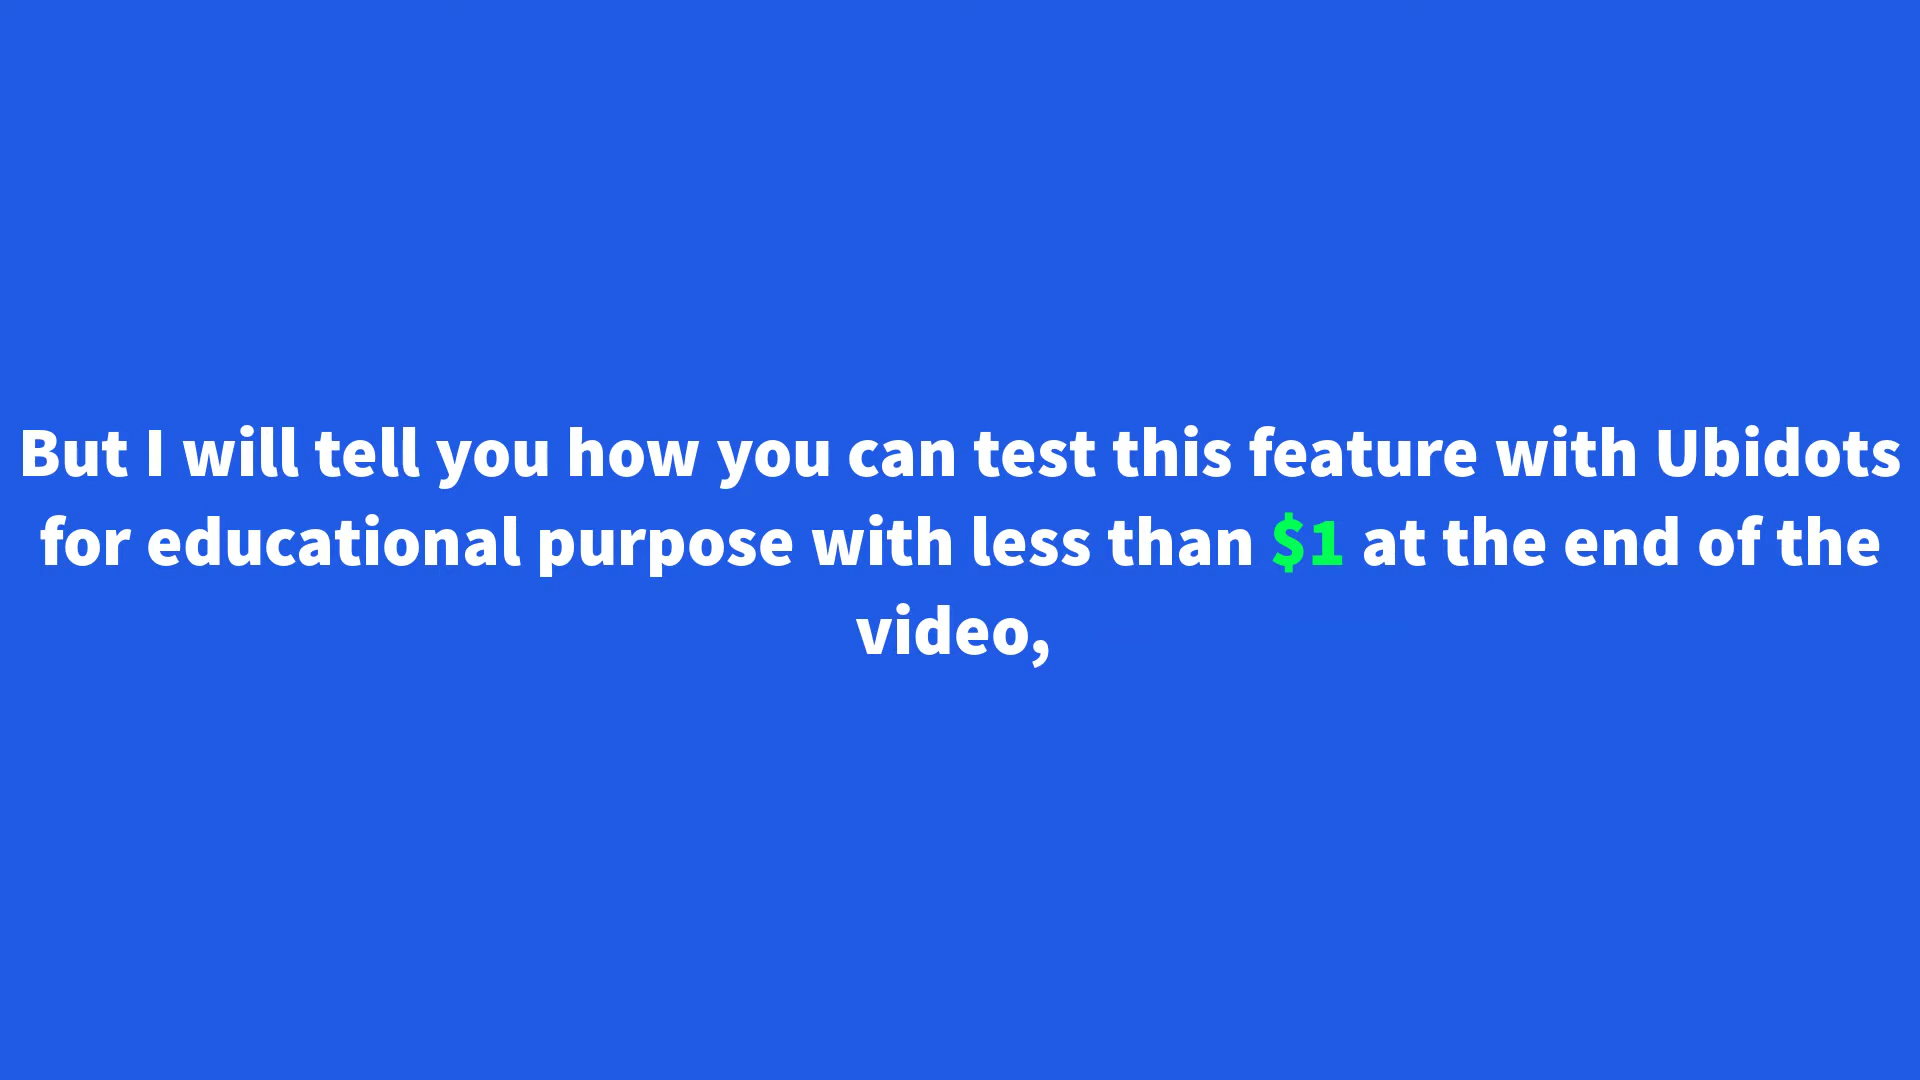 But I will tell you how you can test this feature with Ubidots
for educational purpose with less than $1 at the end of the
video,